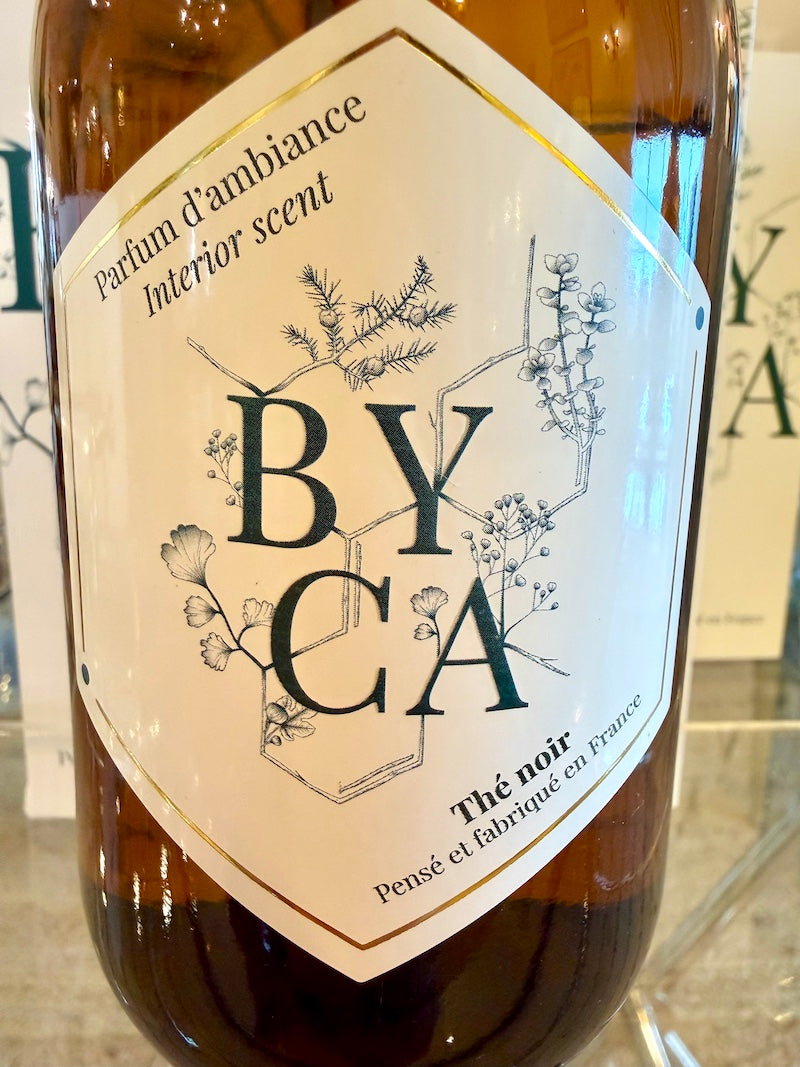 Parfum d'ambiance
Interior scent
BY
CA
Thé noir
Pensé et fabriqué en France
Y
A